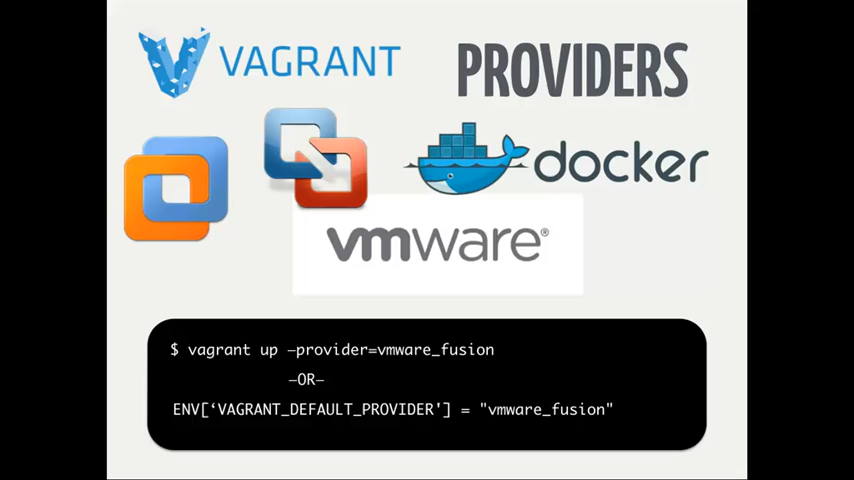 VAGRANT
PROVIDERS
docker
vmware®
$ vagrant up –provider=vmware_fusion
–OR–
ENV[‘VAGRANT_DEFAULT_PROVIDER'] = "vmware_fusion"